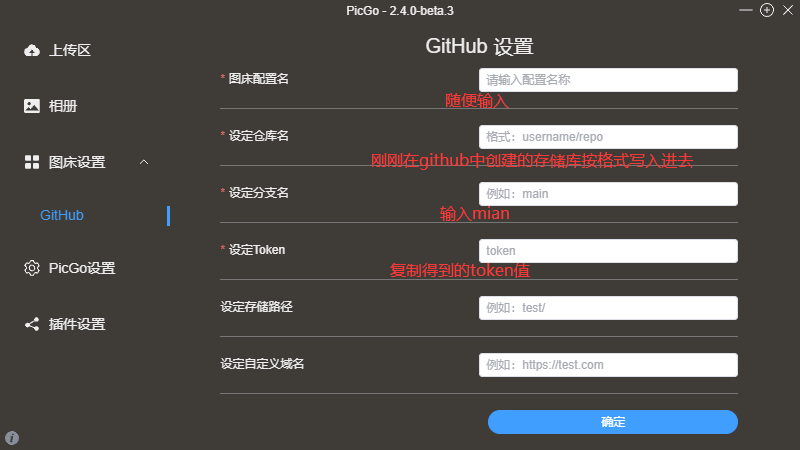 PicGo - 2.4.0-beta.3
上传区
相册
图床设置
GitHub
PicGo设置
插件设置
GitHub 设置
* 图床配置名
请输入配置名称
随便输入
* 设定仓库名
格式：username/repo
刚刚在github中创建的存储库按格式写入进去
* 设定分支名
例如：main
输入mian
* 设定Token
token
复制得到的token值
设定存储路径
例如：test/
设定自定义域名
例如：https://test.com
确定